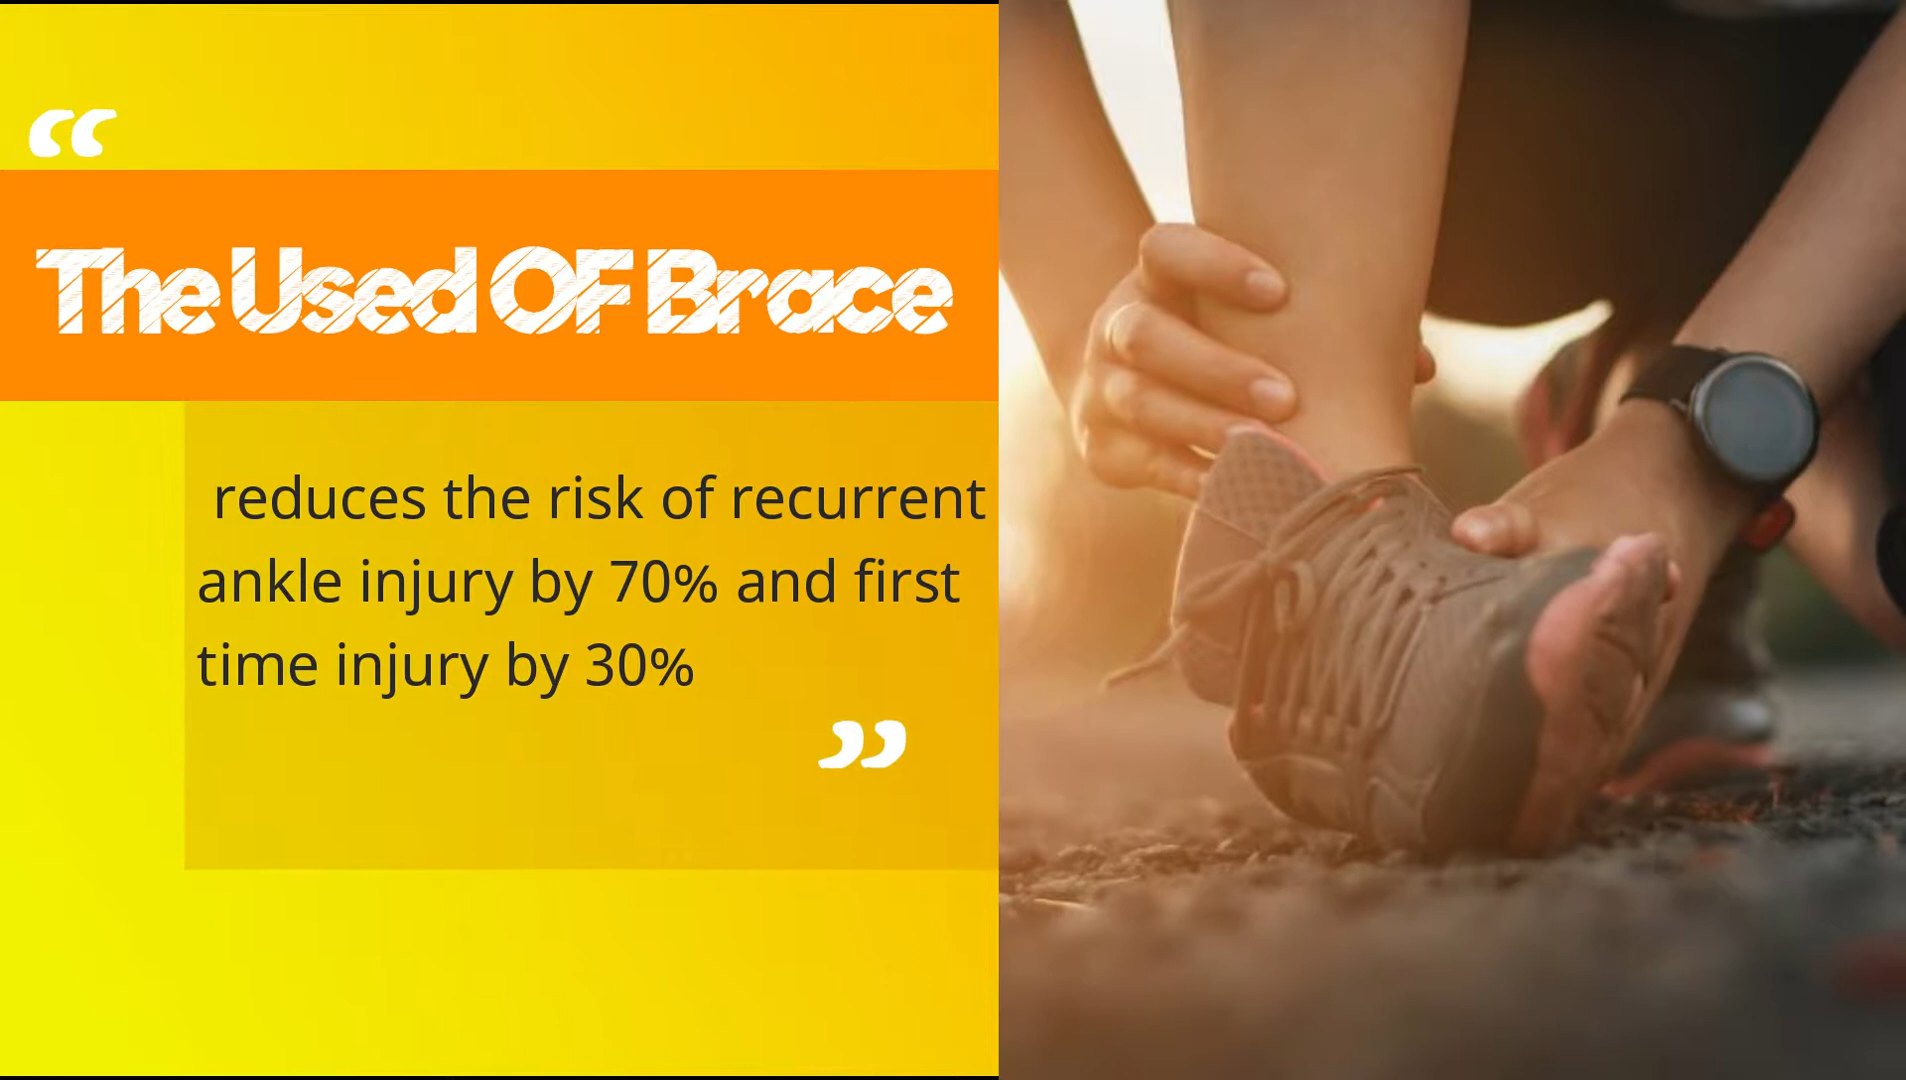 “
The Used OF Brace
reduces the risk of recurrent
ankle injury by 70% and first
time injury by 30%
”